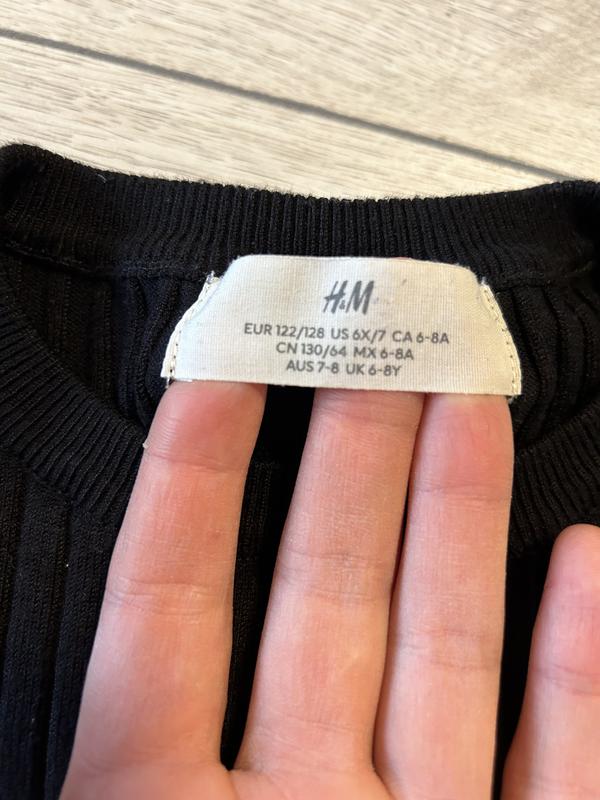 H&M
EUR 122/128 US 6X/7 CA 6-8A
CN 130/64 MX 6-8A
AUS 7-8 UK 6-8Y